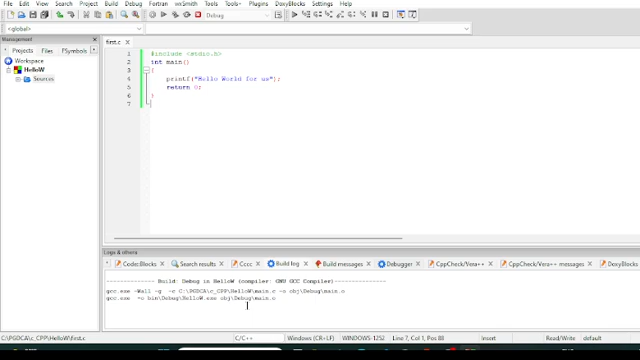 File Edit View Search Project Build Debug Fortran wxSmith Tools Tools+ Plugins DoxyBlocks Settings Help
Debug
<global>
Management
Projects Files FSymbols
Workspace
HelloW
Sources
first.c
1 #include <stdio.h>
2 int main()
3 {
4 printf("Hello World for us");
5 return 0;
6 }
7
Logs & others
Code::Blocks Search results Cccc Build log Build messages CppCheck/Vera++ CppCheck/Vera++ messages Debugger DoxyBlocks
-------------- Build: Debug in HelloW (compiler: GNU GCC Compiler)---------------
gcc.exe -Wall -g -c C:\PGDCA\c_CPP\HelloW\main.c -o obj\Debug\main.o
gcc.exe -o bin\Debug\HelloW.exe obj\Debug\main.o
C:\PGDCA\c_CPP\HelloW\first.c C/C++ Windows (CR+LF) WINDOWS-1252 Line 7, Col 1, Pos 88 Insert Read/Write default